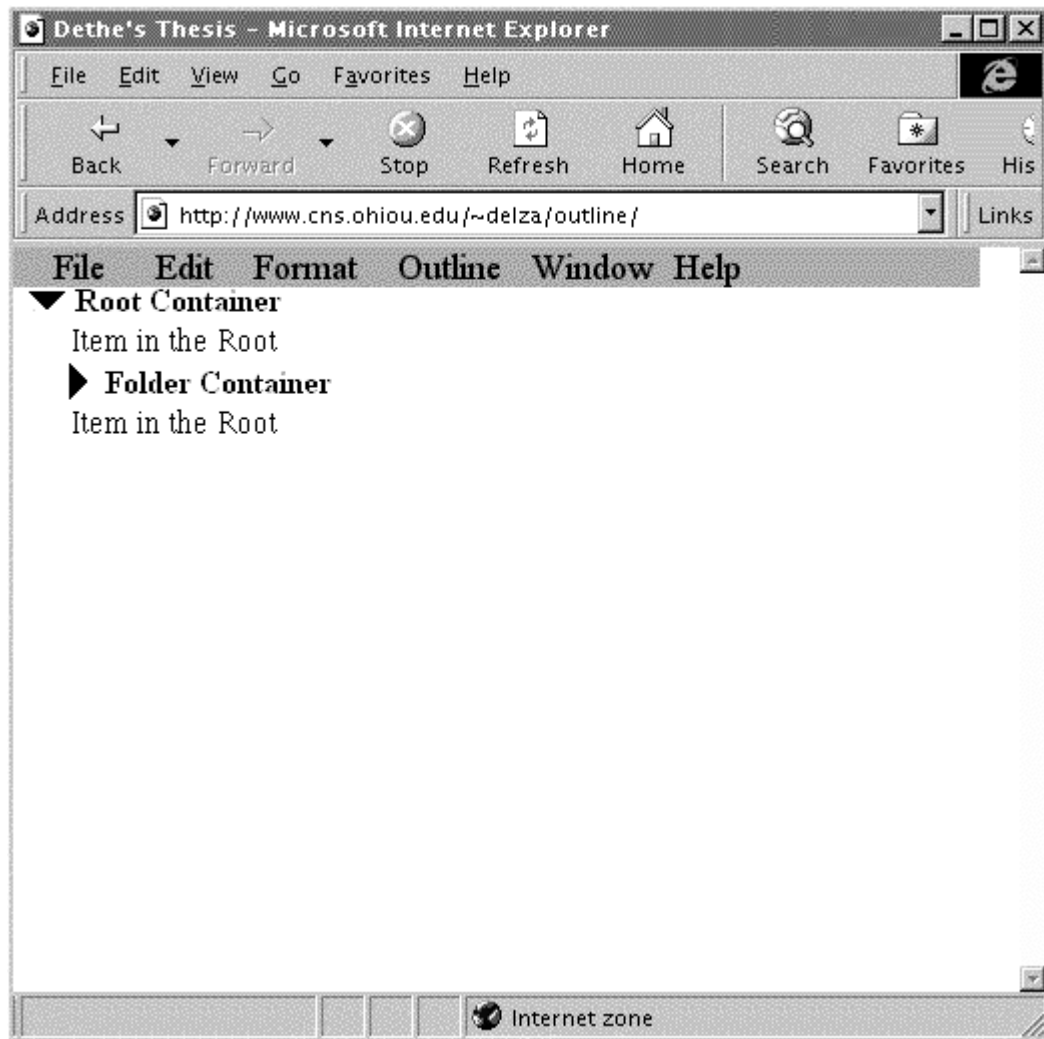 Dethe's Thesis – Microsoft Internet Explorer
File Edit View Go Favorites Help
Back Forward Stop Refresh Home Search Favorites His
Address http://www.cns.ohiou.edu/~delza/outline/ Links
File Edit Format Outline Window Help
Root Container
Item in the Root
Folder Container
Item in the Root
Internet zone